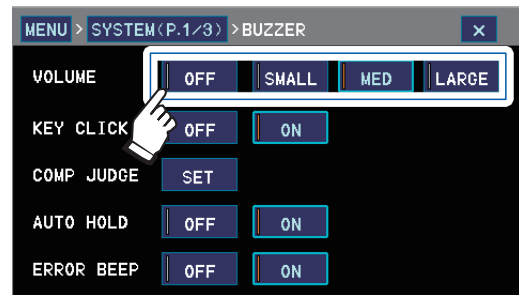 MENU > SYSTEM(P.1/3) >BUZZER ×
VOLUME OFF SMALL MED LARGE
KEY CLICK OFF ON
COMP JUDGE SET
AUTO HOLD OFF ON
ERROR BEEP OFF ON